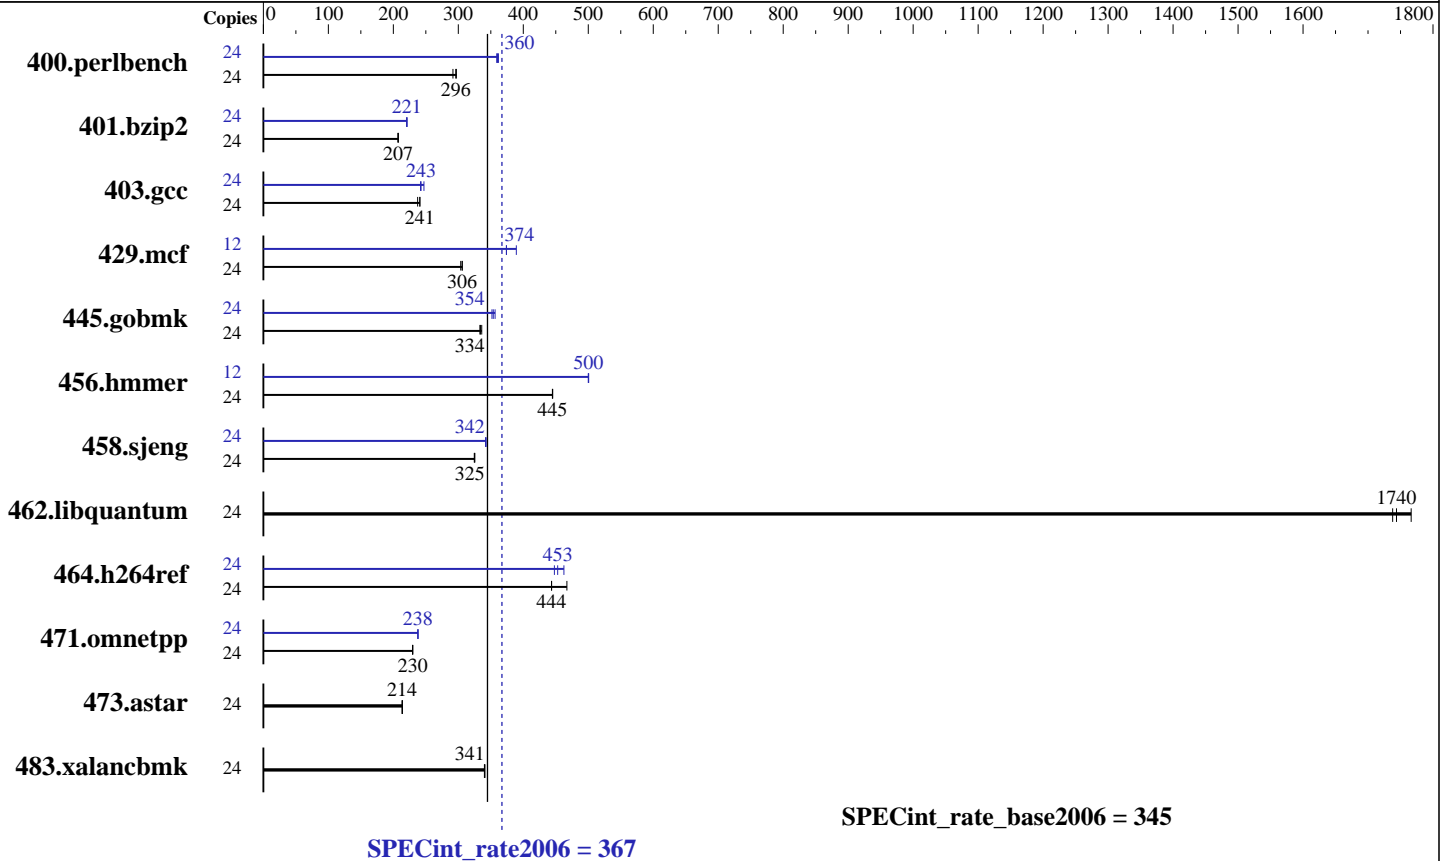 Copies 0 100 200 300 400 500 600 700 800 900 1000 1100 1200 1300 1400 1500 1600 1800
400.perlbench 24 360
24 296
401.bzip2 24 221
24 207
403.gcc 24 243
24 241
429.mcf 12 374
24 306
445.gobmk 24 354
24 334
456.hmmer 12 500
24 445
458.sjeng 24 342
24 325
462.libquantum 24 1740
464.h264ref 24 453
24 444
471.omnetpp 24 238
24 230
473.astar 24 214
483.xalancbmk 24 341
SPECint_rate_base2006 = 345
SPECint_rate2006 = 367